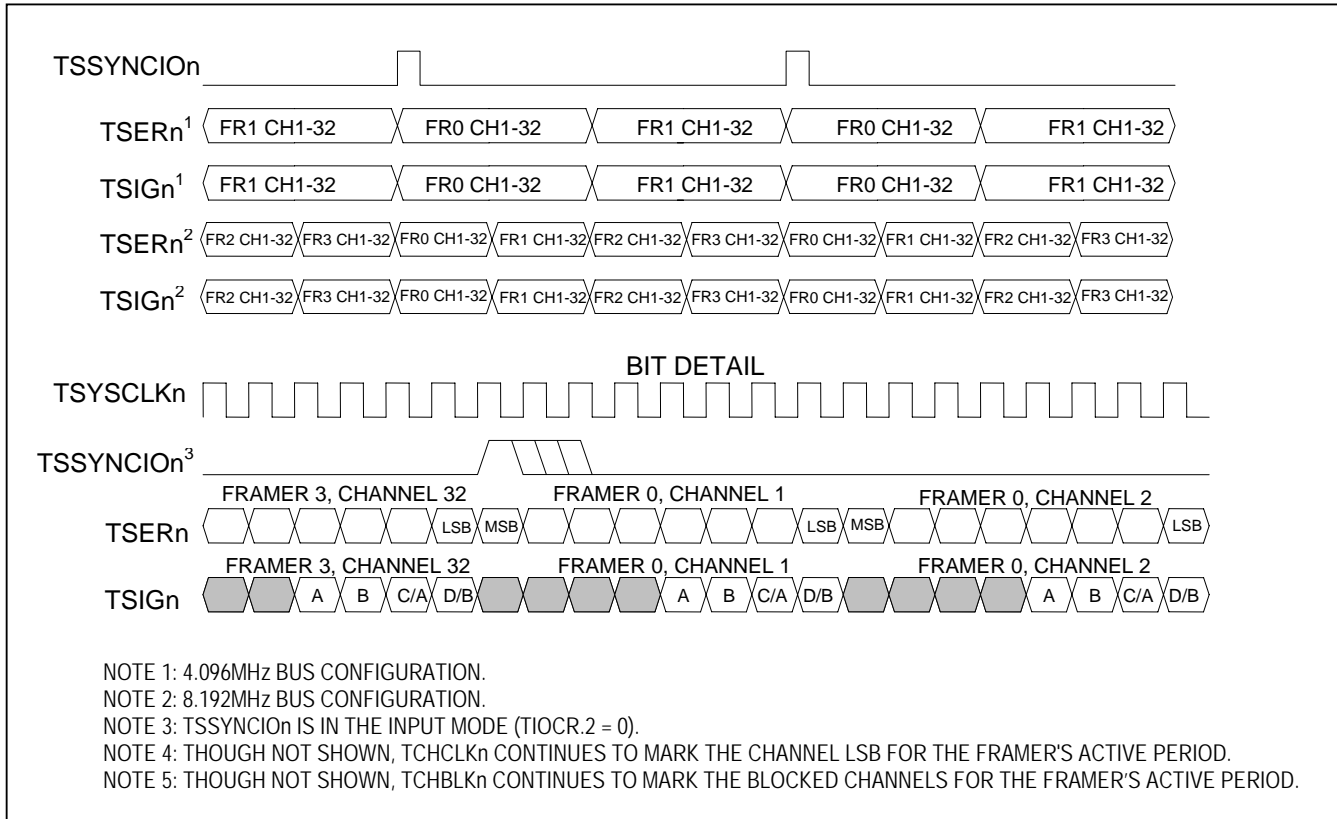 TSSYNCIOn
TSERn¹ FR1 CH1-32 FR0 CH1-32 FR1 CH1-32 FR0 CH1-32 FR1 CH1-32
TSIGn¹ FR1 CH1-32 FR0 CH1-32 FR1 CH1-32 FR0 CH1-32 FR1 CH1-32
TSERn² FR2 CH1-32 FR3 CH1-32 FR0 CH1-32 FR1 CH1-32 FR2 CH1-32 FR3 CH1-32 FR0 CH1-32 FR1 CH1-32 FR2 CH1-32 FR3 CH1-32
TSIGn² FR2 CH1-32 FR3 CH1-32 FR0 CH1-32 FR1 CH1-32 FR2 CH1-32 FR3 CH1-32 FR0 CH1-32 FR1 CH1-32 FR2 CH1-32 FR3 CH1-32
BIT DETAIL
TSYSCLKn
TSSYNCIOn³
FRAMER 3, CHANNEL 32 FRAMER 0, CHANNEL 1 FRAMER 0, CHANNEL 2
TSERn LSB MSB LSB MSB LSB
FRAMER 3, CHANNEL 32 FRAMER 0, CHANNEL 1 FRAMER 0, CHANNEL 2
TSIGn A B C/A D/B A B C/A D/B A B C/A D/B
NOTE 1: 4.096MHz BUS CONFIGURATION.
NOTE 2: 8.192MHz BUS CONFIGURATION.
NOTE 3: TSSYNCIOn IS IN THE INPUT MODE (TIOCR.2 = 0).
NOTE 4: THOUGH NOT SHOWN, TCHCLKn CONTINUES TO MARK THE CHANNEL LSB FOR THE FRAMER'S ACTIVE PERIOD.
NOTE 5: THOUGH NOT SHOWN, TCHBLKn CONTINUES TO MARK THE BLOCKED CHANNELS FOR THE FRAMER’S ACTIVE PERIOD.